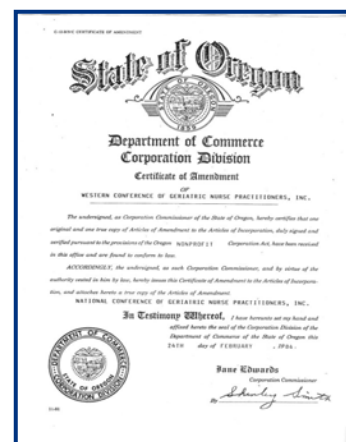 CERTIFICATE OF AMENDMENT
State of Oregon
1859
Department of Commerce
Corporation Division
Certificate of Amendment
OF
WESTERN CONFERENCE OF GERIATRIC NURSE PRACTITIONERS, INC.
The undersigned, as Corporation Commissioner of the State of Oregon, hereby certifies that one
original and one true copy of Articles of Amendment to the Articles of Incorporation, duly signed and
verified pursuant to the provisions of the Oregon NONPROFIT Corporation Act, have been received
in this office and are found to conform to law.
ACCORDINGLY, the undersigned, as such Corporation Commissioner, and by virtue of the
authority vested in him by law, hereby issues this Certificate of Amendment to the Articles of Incorpora-
tion, and attaches hereto a true copy of the Articles of Amendment.
NATIONAL CONFERENCE OF GERIATRIC NURSE PRACTITIONERS, INC.
In Testimony Whereof, I have hereunto set my hand and
affixed hereto the seal of the Corporation Division of the
Department of Commerce of the State of Oregon this
24TH day of FEBRUARY , 1986.
Jane Edwards
Corporation Commissioner
By Shirley Smith
DEPARTMENT OF COMMERCE
STATE OF OREGON
CORPORATION DIVISION